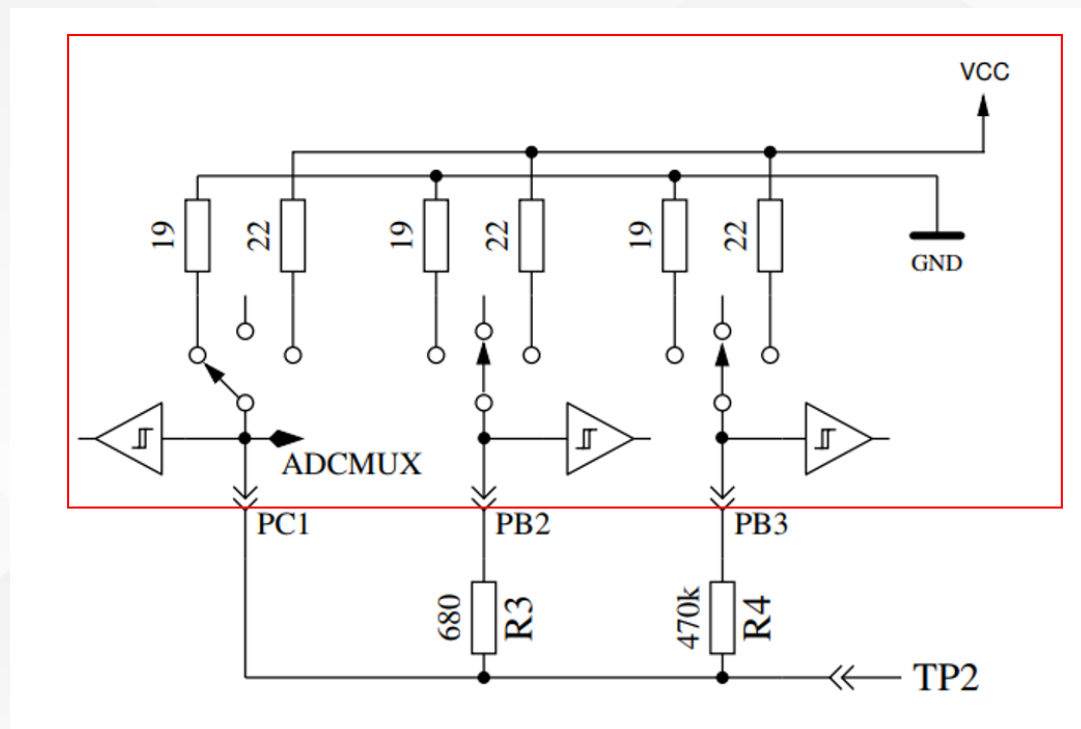 VCC
19
22
19
22
19
22
GND
ADCMUX
PC1
PB2
PB3
680
R3
470k
R4
TP2